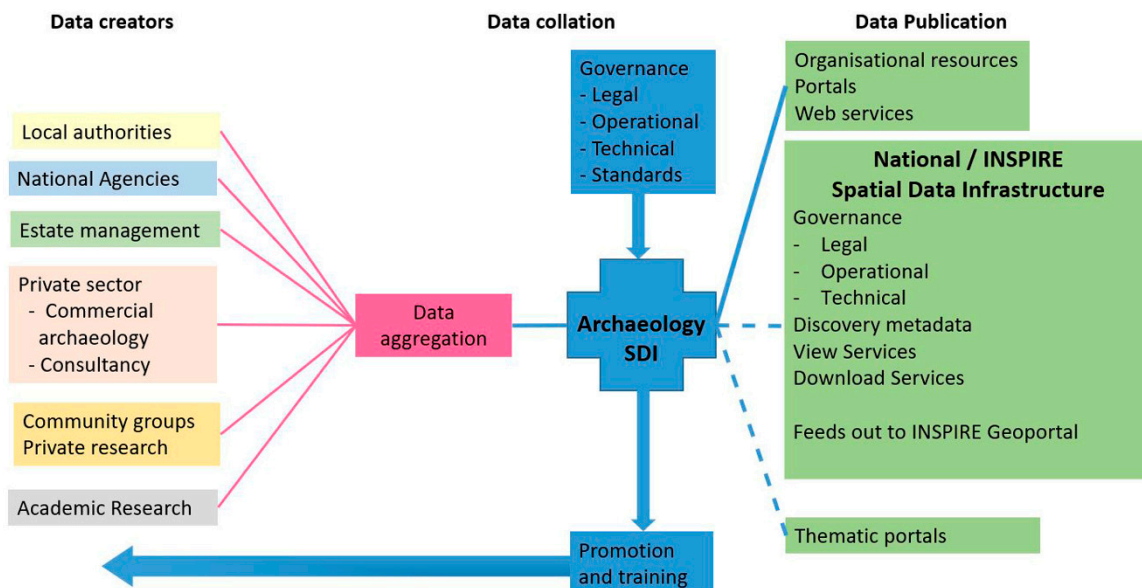 Data creators
Data collation
Data Publication
Local authorities
National Agencies
Estate management
Private sector
- Commercial
archaeology
- Consultancy
Community groups
Private research
Academic Research
Data
aggregation
Governance
- Legal
- Operational
- Technical
- Standards
Archaeology
SDI
Promotion
and training
Organisational resources
Portals
Web services
National / INSPIRE
Spatial Data Infrastructure
Governance
- Legal
- Operational
- Technical
Discovery metadata
View Services
Download Services
Feeds out to INSPIRE Geoportal
Thematic portals